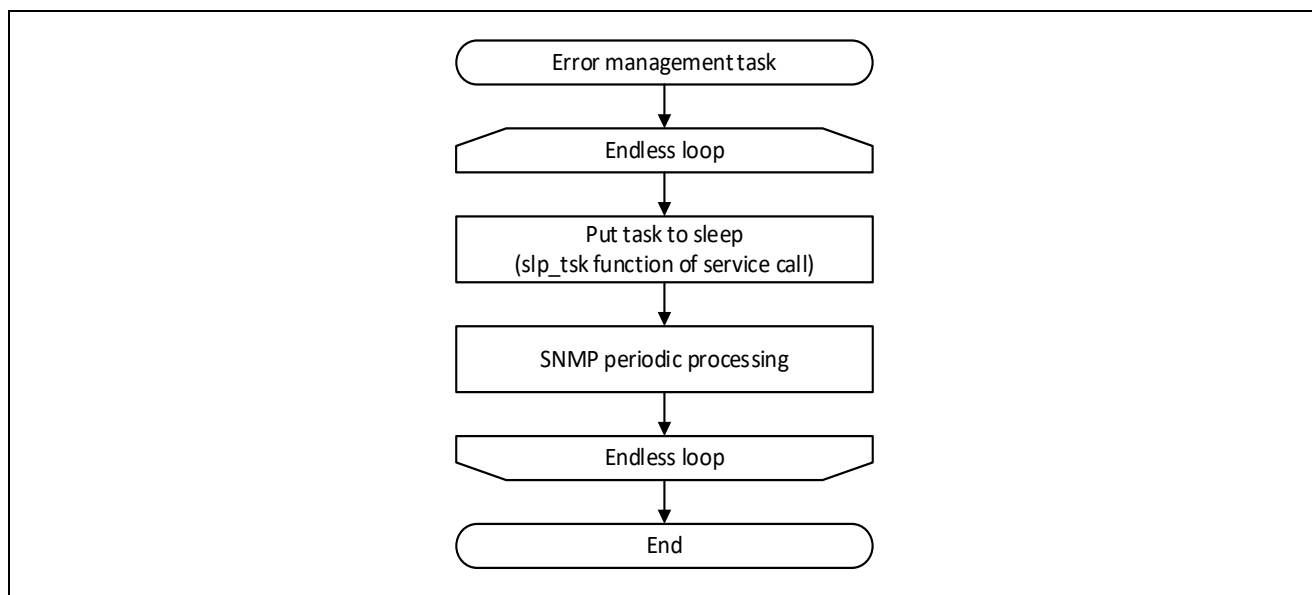 Error management task
Endless loop
Put task to sleep
(slp_tsk function of service call)
SNMP periodic processing
Endless loop
End